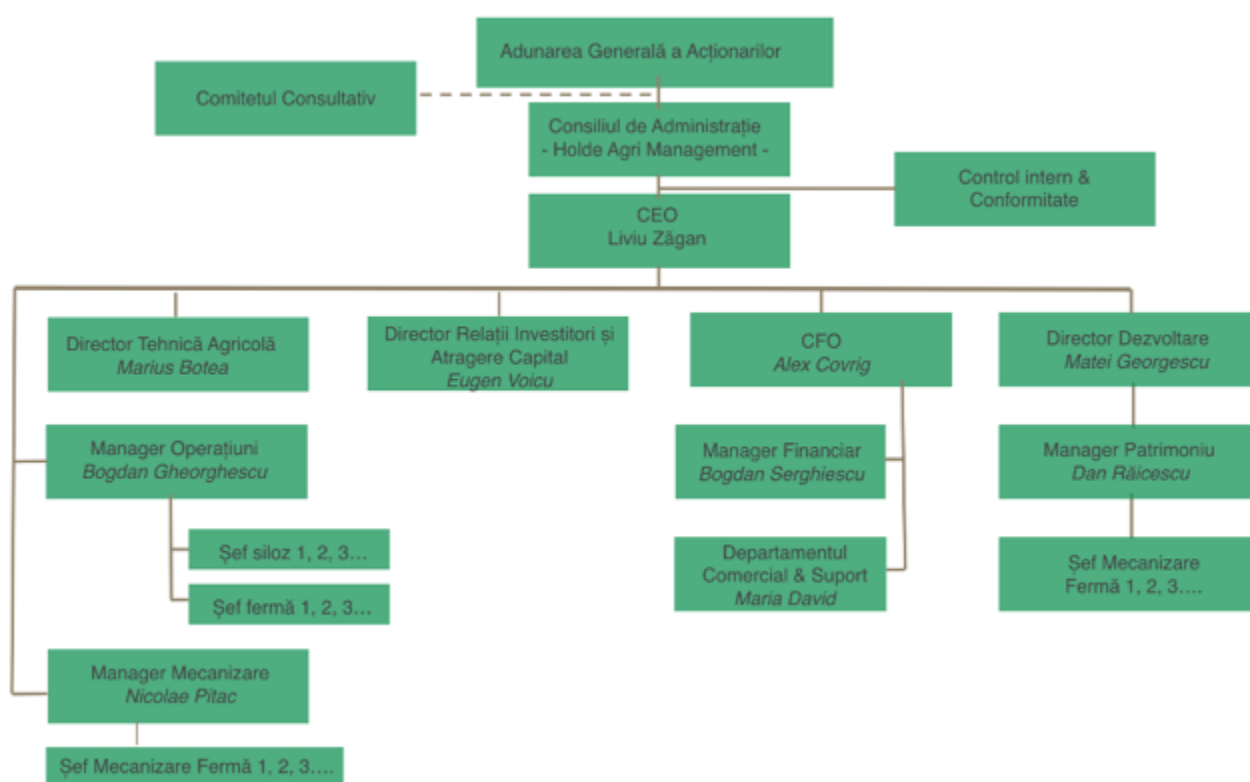 Adunarea Generală a Acționarilor
Comitetul Consultativ
Consiliul de Administrație
- Holde Agri Management -
Control intern &
Conformitate
CEO
Liviu Zăgan
Director Tehnică Agricolă
Marius Botea
Director Relații Investitori și
Atragere Capital
Eugen Voicu
CFO
Alex Covrig
Director Dezvoltare
Matei Georgescu
Manager Operațiuni
Bogdan Gheorghescu
Manager Financiar
Bogdan Serghiescu
Manager Patrimoniu
Dan Răicescu
Șef siloz 1, 2, 3...
Șef fermă 1, 2, 3...
Departamentul
Comercial & Suport
Maria David
Șef Mecanizare
Fermă 1, 2, 3....
Manager Mecanizare
Nicolae Pitac
Șef Mecanizare Fermă 1, 2, 3....